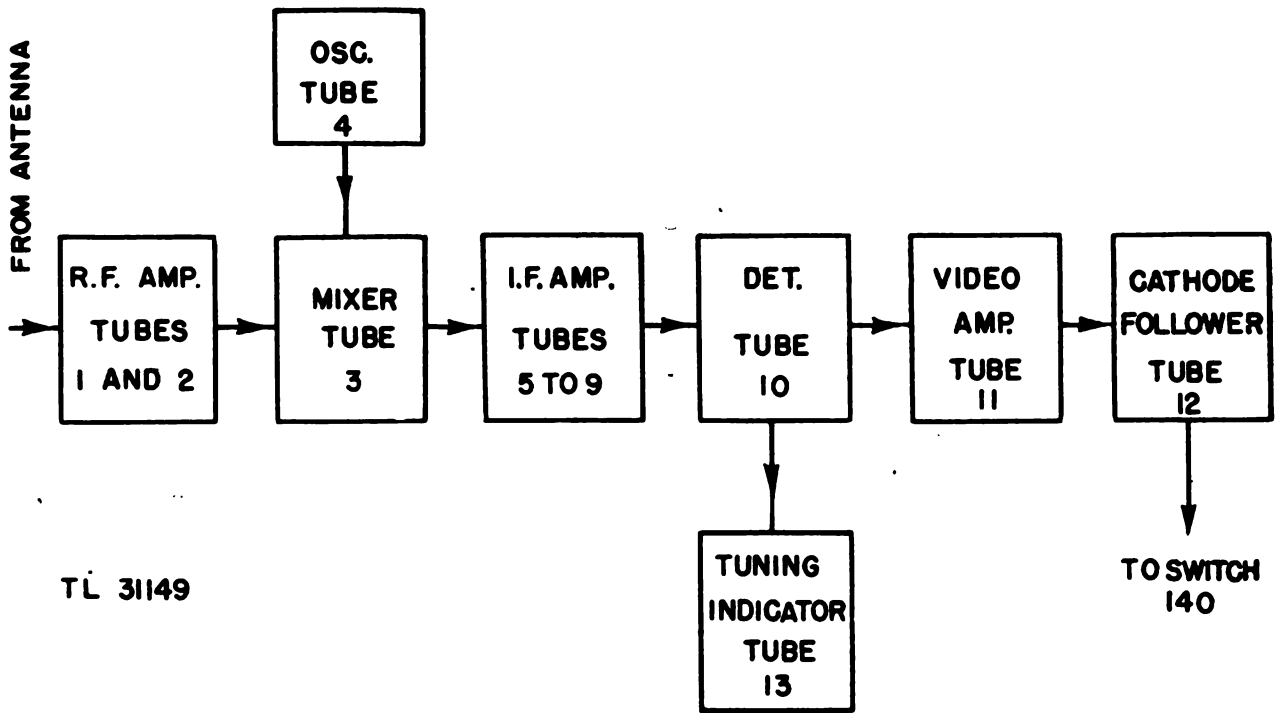 FROM ANTENNA
OSC.
TUBE
4
R.F. AMP.
TUBES
1 AND 2
MIXER
TUBE
3
I.F. AMP.
TUBES
5 TO 9
DET.
TUBE
10
VIDEO
AMP.
TUBE
11
CATHODE
FOLLOWER
TUBE
12
TUNING
INDICATOR
TUBE
13
TO SWITCH
140
TL 31149